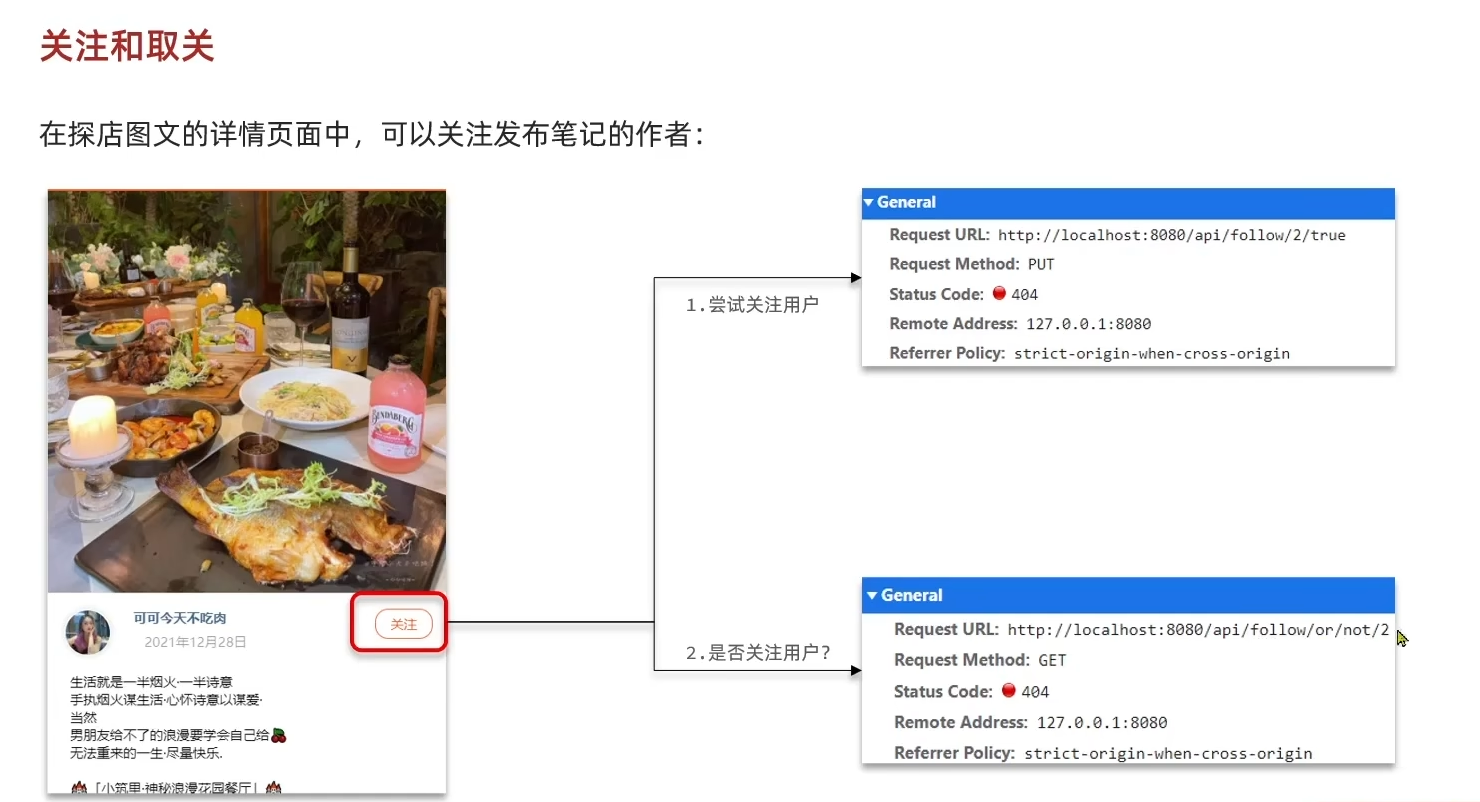 关注和取关
在探店图文的详情页面中，可以关注发布笔记的作者：
BUNDABERG
可可今天不吃肉
2021年12月28日
关注
生活就是一半烟火·一半诗意
手执烟火谋生活·心怀诗意以谋爱·
当然
男朋友给不了的浪漫要学会自己给🍒
无法重来的一生·尽量快乐.
「小筑里·神秘浪漫花园餐厅」
1.尝试关注用户
General
Request URL: http://localhost:8080/api/follow/2/true
Request Method: PUT
Status Code: 404
Remote Address: 127.0.0.1:8080
Referrer Policy: strict-origin-when-cross-origin
2.是否关注用户?
General
Request URL: http://localhost:8080/api/follow/or/not/2
Request Method: GET
Status Code: 404
Remote Address: 127.0.0.1:8080
Referrer Policy: strict-origin-when-cross-origin